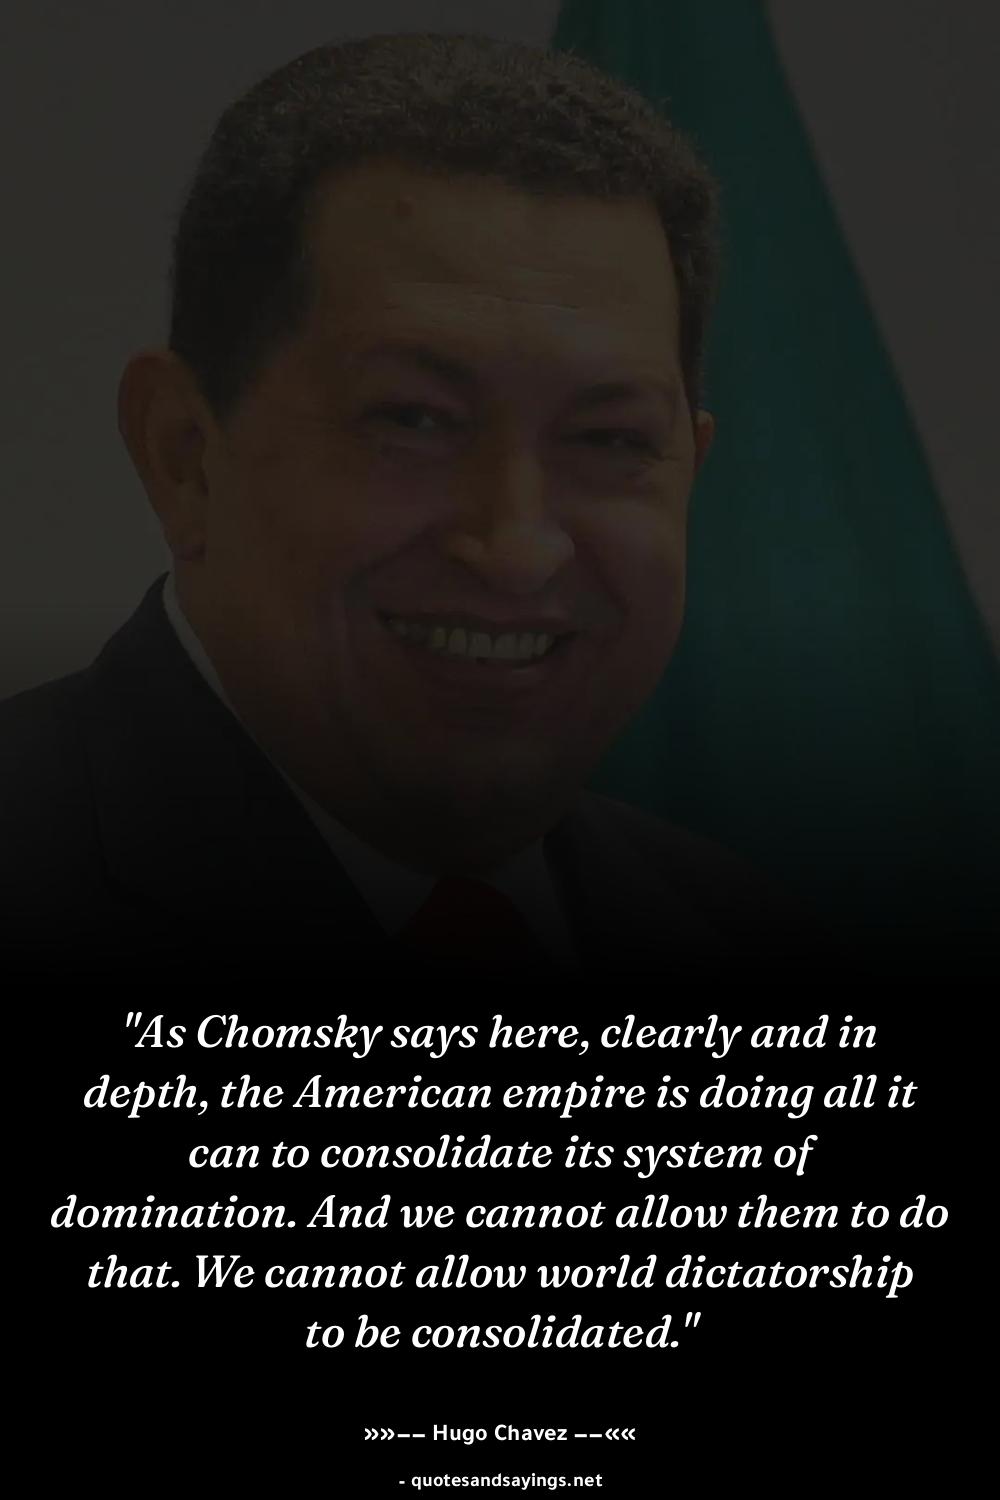 "As Chomsky says here, clearly and in
depth, the American empire is doing all it
can to consolidate its system of
domination. And we cannot allow them to do
that. We cannot allow world dictatorship
to be consolidated."
»»−− Hugo Chavez −−««
- quotesandsayings.net